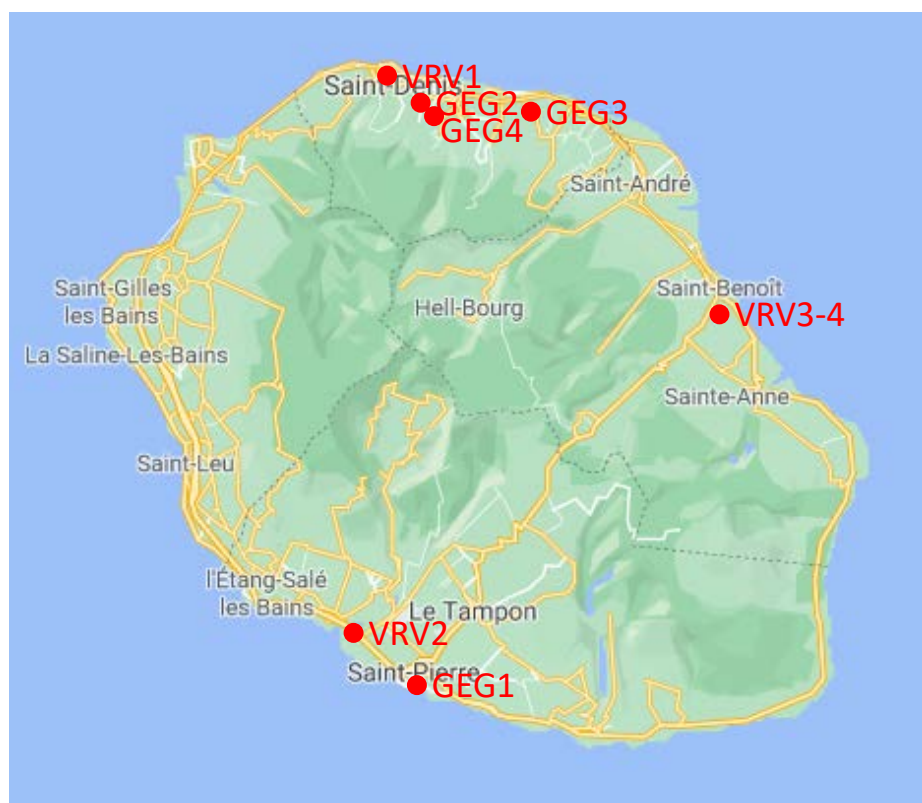 VRV1
Saint-Denis
GEG2
GEG3
GEG4
Saint-André
Saint-Gilles
les Bains
Hell-Bourg
Saint-Benoît
VRV3-4
La Saline-Les-Bains
Sainte-Anne
Saint-Leu
l'Étang-Salé
les Bains
Le Tampon
VRV2
Saint-Pierre
GEG1